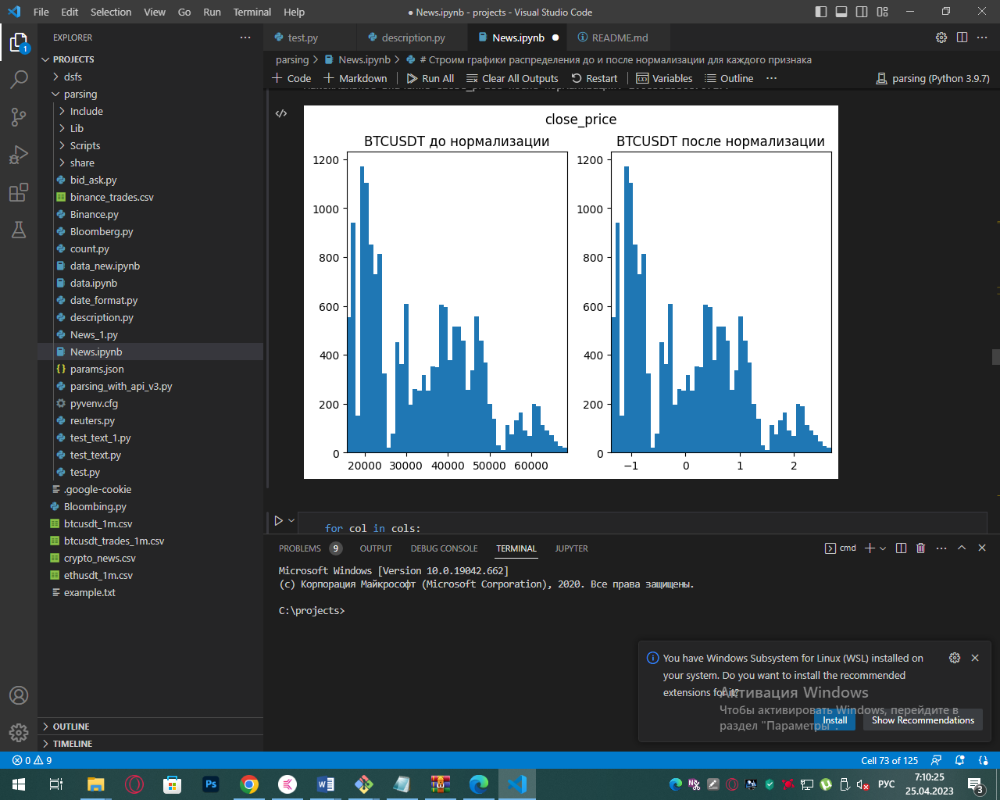 File Edit Selection View Go Run Terminal Help
● News.ipynb - projects - Visual Studio Code
EXPLORER
test.py
description.py
News.ipynb
README.md
PROJECTS
parsing > News.ipynb > # Строим графики распределения до и после нормализации для каждого признака
Code Markdown Run All Clear All Outputs Restart Variables Outline ··· parsing (Python 3.9.7)
dsfs
parsing
Include
Lib
Scripts
share
bid_ask.py
binance_trades.csv
Binance.py
Bloomberg.py
count.py
data_new.ipynb
data.ipynb
date_format.py
description.py
News_1.py
News.ipynb
params.json
parsing_with_api_v3.py
pyvenv.cfg
reuters.py
test_text_1.py
test_text.py
test.py
.google-cookie
Bloombing.py
btcusdt_1m.csv
btcusdt_trades_1m.csv
crypto_news.csv
ethusdt_1m.csv
example.txt
OUTLINE
TIMELINE
close_price
BTCUSDT до нормализации
BTCUSDT после нормализации
1200
1000
800
600
400
200
0
20000 30000 40000 50000 60000
1200
1000
800
600
400
200
0
−1 0 1 2
for col in cols:
PROBLEMS 9 OUTPUT DEBUG CONSOLE TERMINAL JUPYTER
cmd
Microsoft Windows [Version 10.0.19042.662]
(c) Корпорация Майкрософт (Microsoft Corporation), 2020. Все права защищены.
C:\projects>
You have Windows Subsystem for Linux (WSL) installed on
your system. Do you want to install the recommended
extensions for it?
Install
Show Recommendations
Активация Windows
Чтобы активировать Windows, перейдите в
раздел "Параметры".
0 9
Cell 73 of 125
РУС
7:10:25
25.04.2023
3